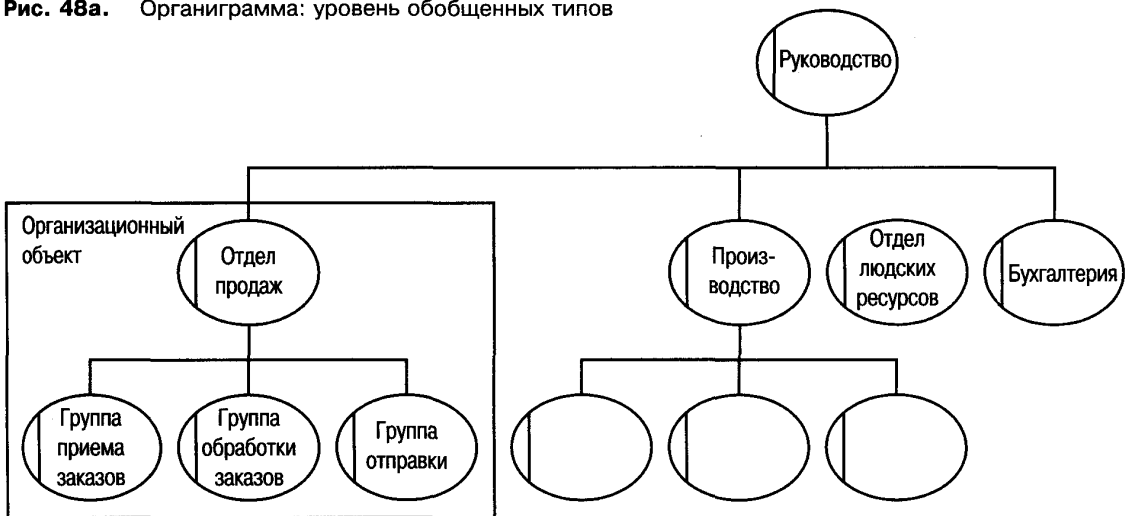 Рис. 48а. Органиграмма: уровень обобщенных типов
Руководство
Организационный
объект
Отдел
продаж
Произ-
водство
Отдел
людских
ресурсов
Бухгалтерия
Группа
приема
заказов
Группа
обработки
заказов
Группа
отправки